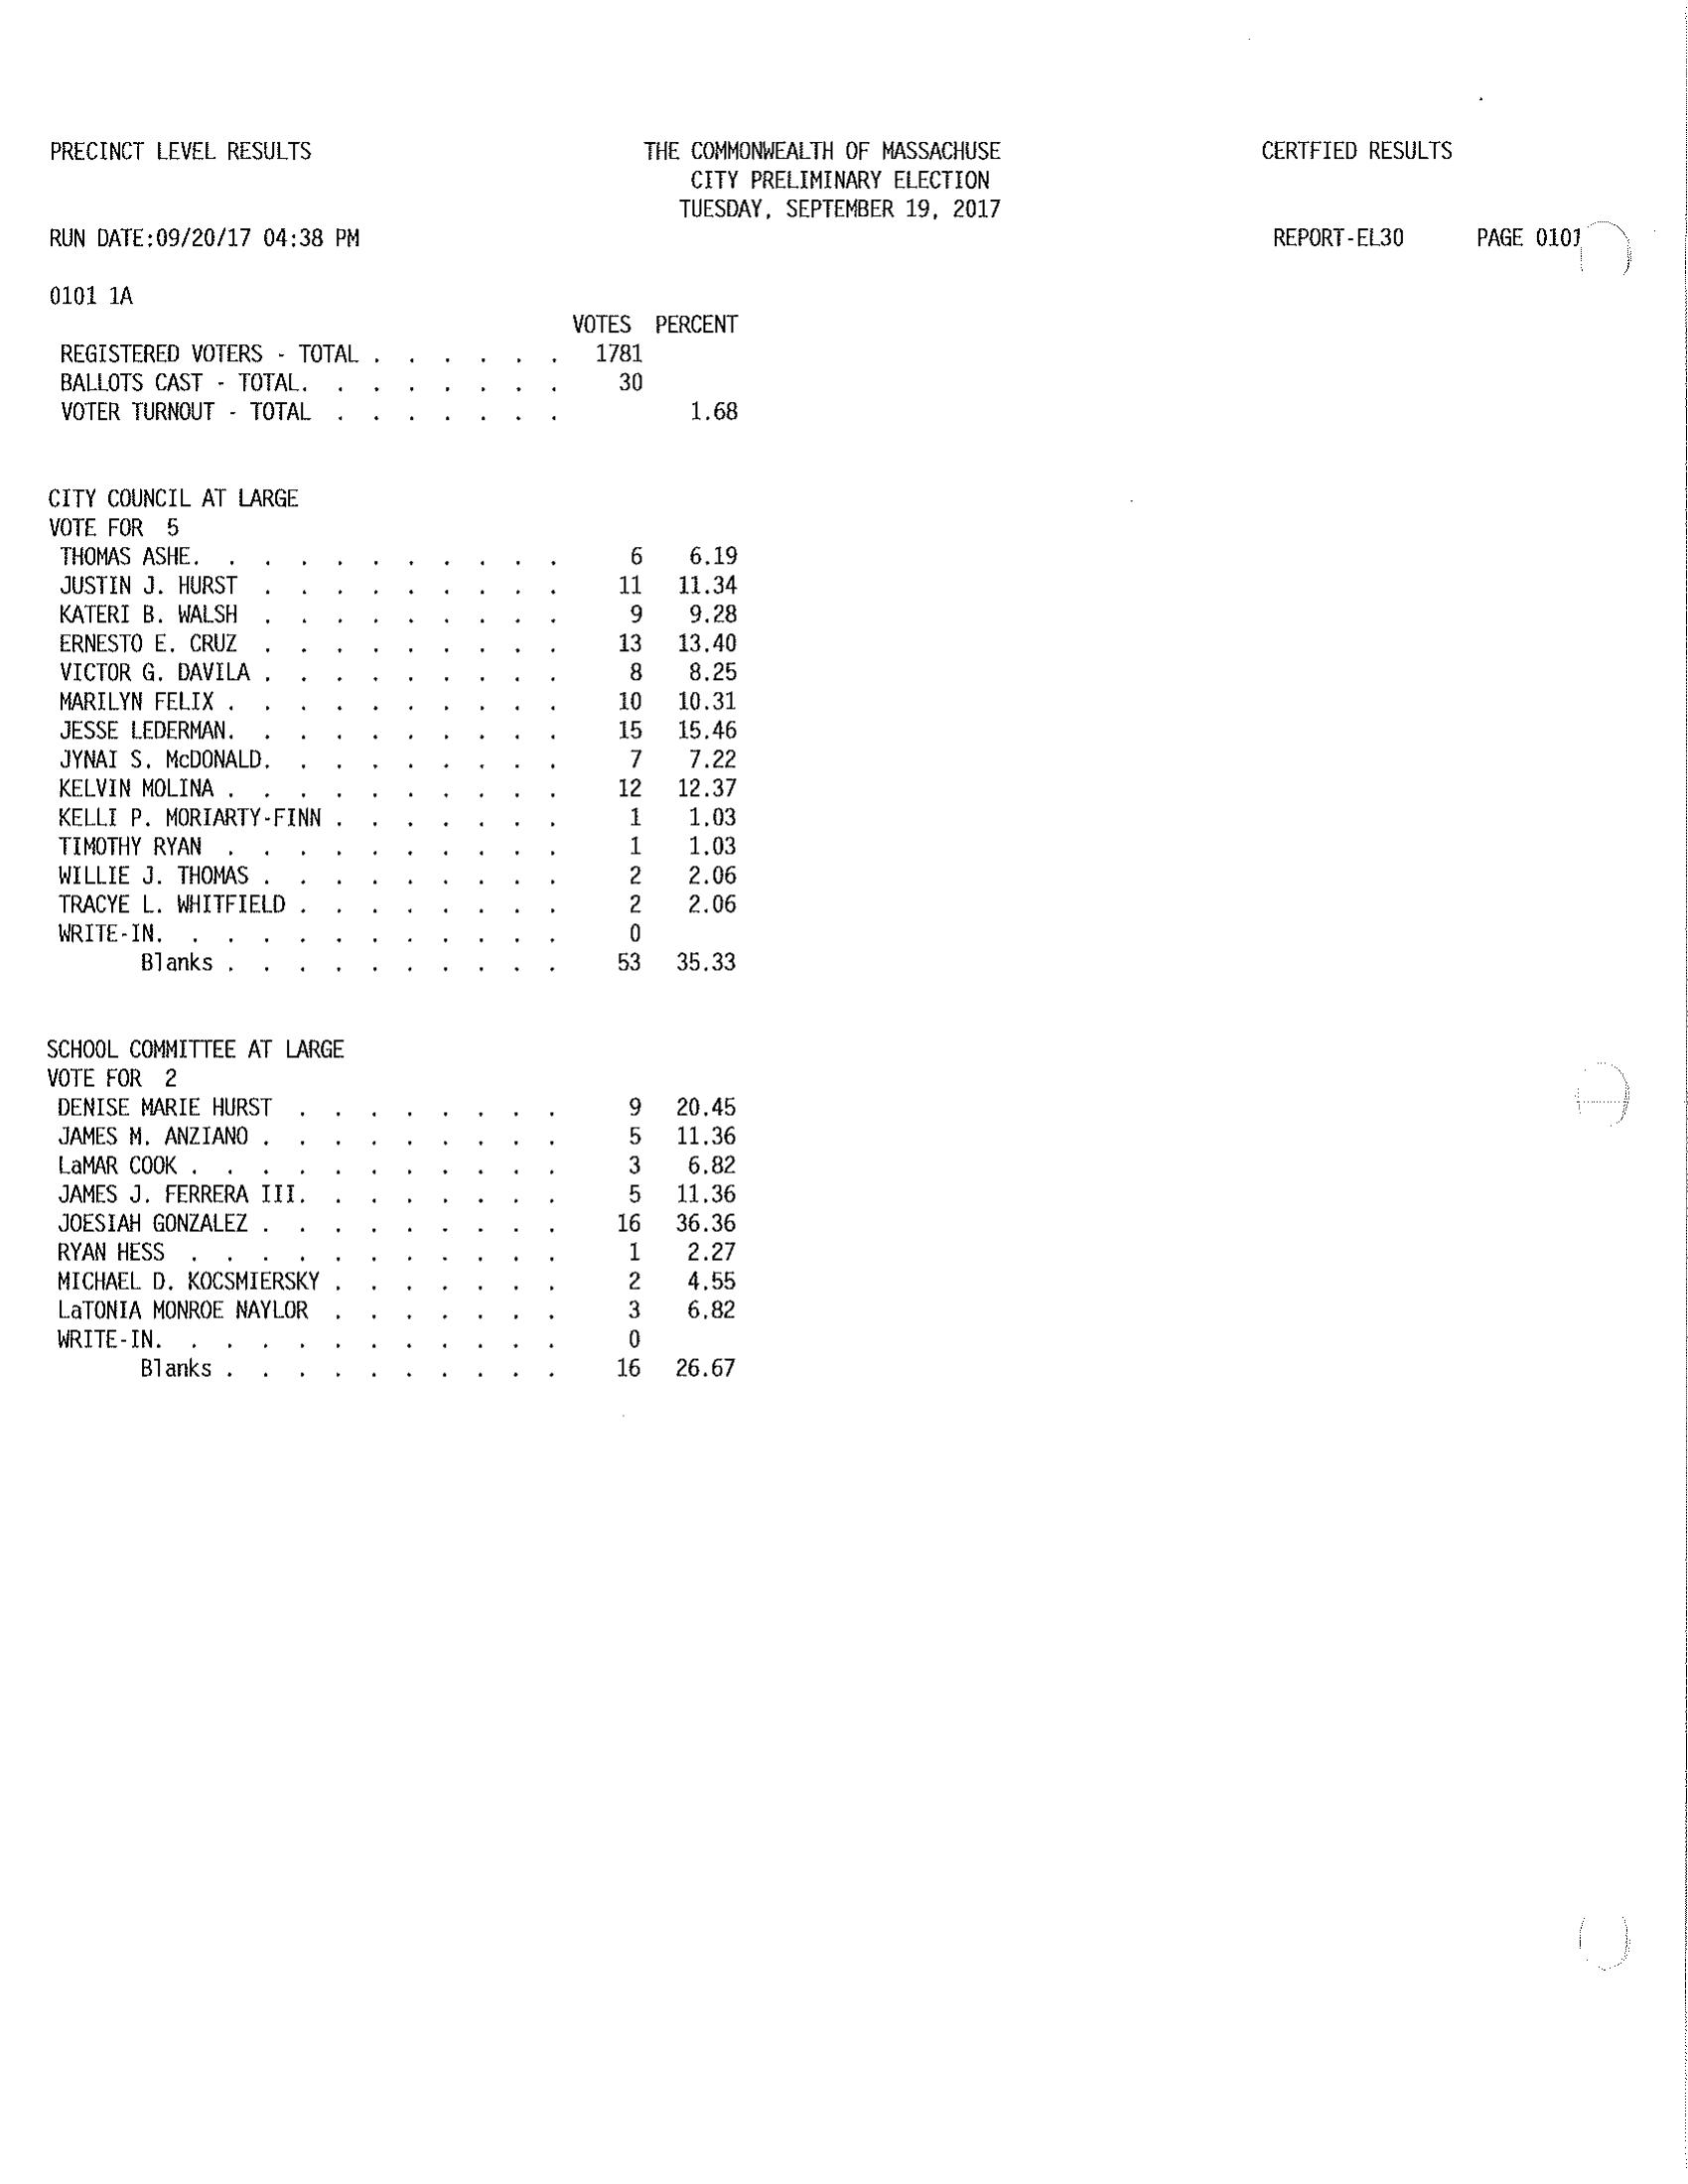 PRECINCT LEVEL RESULTS THE COMMONWEALTH OF MASSACHUSE CERTFIED RESULTS
CITY PRELIMINARY ELECTION
TUESDAY, SEPTEMBER 19, 2017
RUN DATE:09/20/17 04:38 PM REPORT-EL30 PAGE 0101
0101 1A
VOTES PERCENT
REGISTERED VOTERS - TOTAL . . . . . . 1781
BALLOTS CAST - TOTAL. . . . . . . . 30
VOTER TURNOUT - TOTAL . . . . . . . 1.68
CITY COUNCIL AT LARGE
VOTE FOR 5
THOMAS ASHE. . . . . . . . . . . 6 6.19
JUSTIN J. HURST . . . . . . . . . 11 11.34
KATERI B. WALSH . . . . . . . . . 9 9.28
ERNESTO E. CRUZ . . . . . . . . . 13 13.40
VICTOR G. DAVILA . . . . . . . . . 8 8.25
MARILYN FELIX . . . . . . . . . . 10 10.31
JESSE LEDERMAN. . . . . . . . . . 15 15.46
JYNAI S. McDONALD. . . . . . . . . 7 7.22
KELVIN MOLINA . . . . . . . . . . 12 12.37
KELLI P. MORIARTY-FINN . . . . . . . 1 1.03
TIMOTHY RYAN . . . . . . . . . . 1 1.03
WILLIE J. THOMAS . . . . . . . . . 2 2.06
TRACYE L. WHITFIELD . . . . . . . . 2 2.06
WRITE-IN. . . . . . . . . . . . 0
Blanks . . . . . . . . . . 53 35.33
SCHOOL COMMITTEE AT LARGE
VOTE FOR 2
DENISE MARIE HURST . . . . . . . . 9 20.45
JAMES M. ANZIANO . . . . . . . . . 5 11.36
LaMAR COOK . . . . . . . . . . . 3 6.82
JAMES J. FERRERA III. . . . . . . . 5 11.36
JOESIAH GONZALEZ . . . . . . . . . 16 36.36
RYAN HESS . . . . . . . . . . . 1 2.27
MICHAEL D. KOCSMIERSKY . . . . . . . 2 4.55
LaTONIA MONROE NAYLOR . . . . . . . 3 6.82
WRITE-IN. . . . . . . . . . . . 0
Blanks . . . . . . . . . . 16 26.67